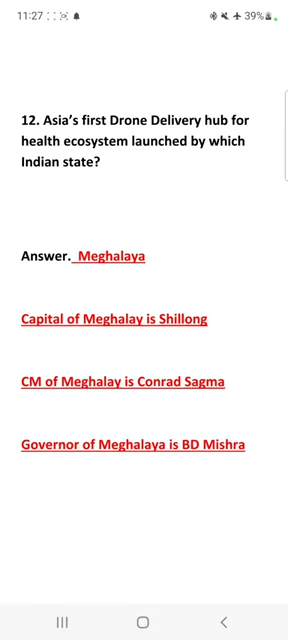 11:27
39%
12. Asia's first Drone Delivery hub for
health ecosystem launched by which
Indian state?
Answer. Meghalaya
Capital of Meghalay is Shillong
CM of Meghalay is Conrad Sagma
Governor of Meghalaya is BD Mishra